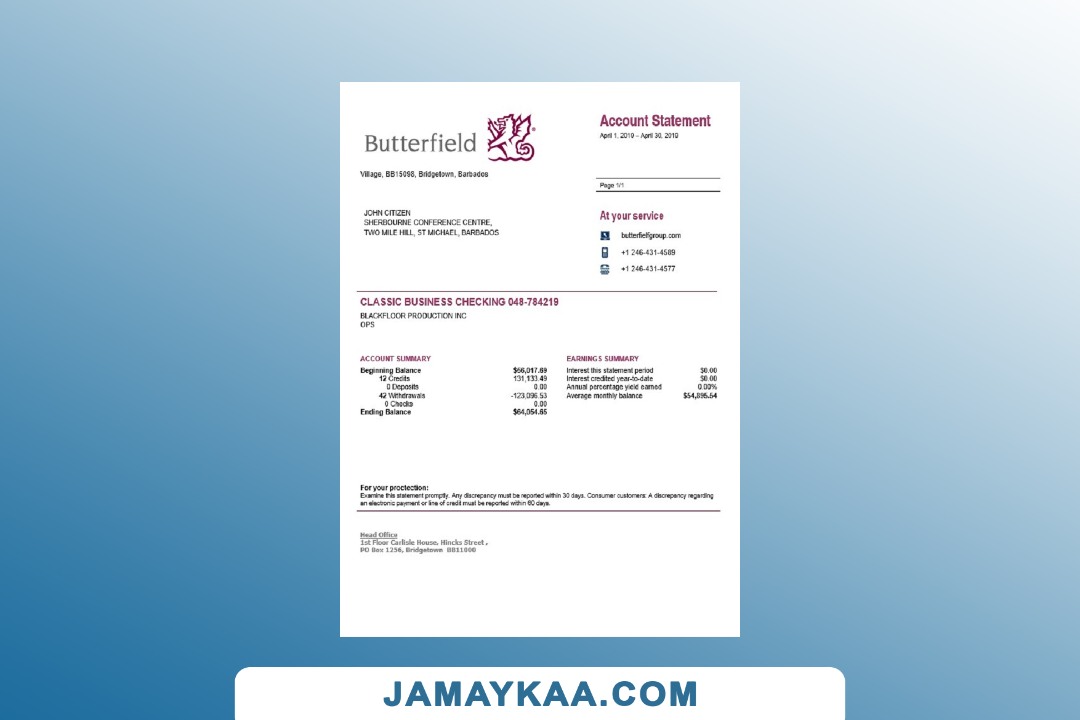 Butterfield
Account Statement
April 1, 2019 – April 30, 2019
Village, BB15098, Bridgetown, Barbados
Page 1/1
JOHN CITIZEN
SHERBOURNE CONFERENCE CENTRE,
TWO MILE HILL, ST MICHAEL, BARBADOS
At your service
butterfielfgroup.com
+1 246-431-4589
+1 246-431-4577
CLASSIC BUSINESS CHECKING 048-784219
BLACKFLOOR PRODUCTION INC
OPS
ACCOUNT SUMMARY
Beginning Balance $56,017.69
12 Credits 131,133.49
0 Deposits 0.00
42 Withdrawals -123,096.53
0 Checks 0.00
Ending Balance $64,054.65
EARNINGS SUMMARY
Interest this statement period $0.00
Interest credited year-to-date $0.00
Annual percentage yield earned 0.00%
Average monthly balance $54,895.54
For your proctection:
Examine this statement promptly. Any discrepancy must be reported within 30 days. Consumer customers: A discrepancy regarding
an electronic payment or line of credit must be reported within 60 days.
Head Office
1st Floor Carlisle House, Hincks Street ,
PO Box 1256, Bridgetown BB11000
JAMAYKAA.COM